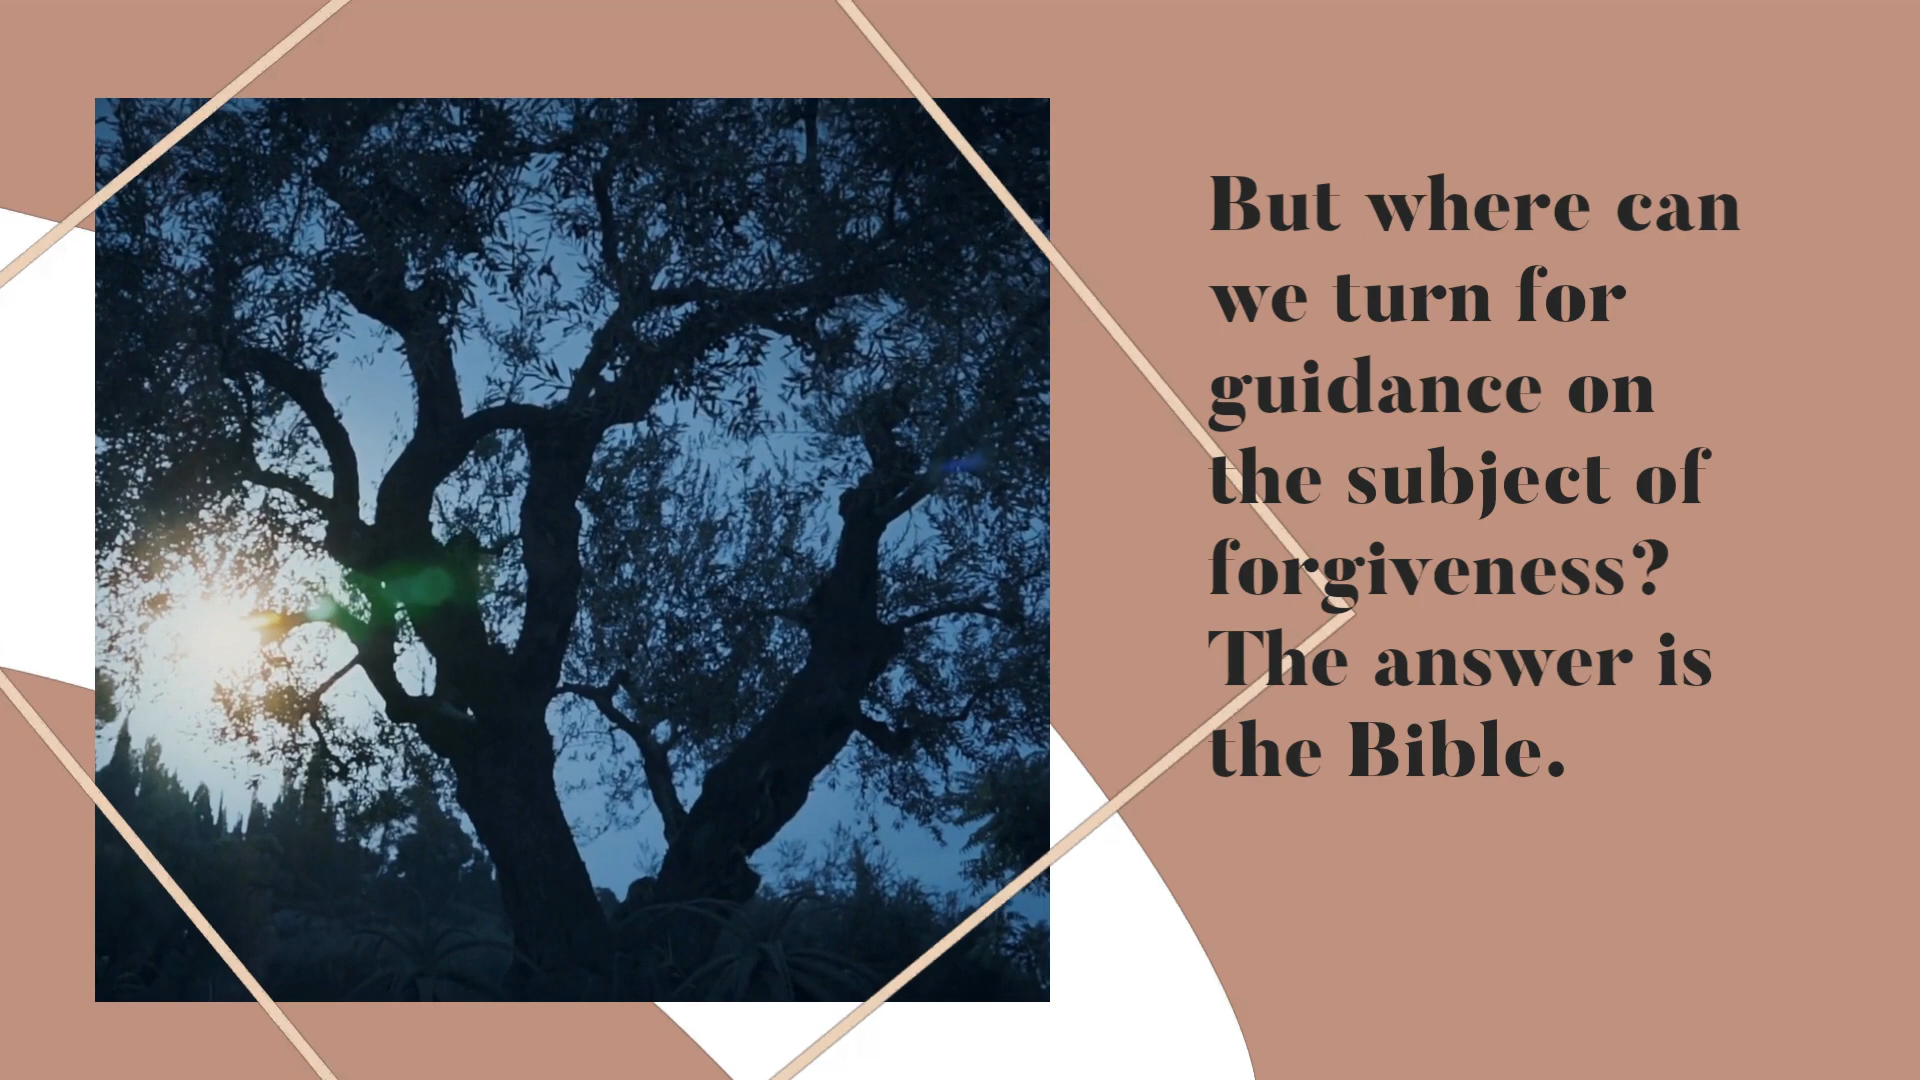 But where can
we turn for
guidance on
the subject of
forgiveness?
The answer is
the Bible.